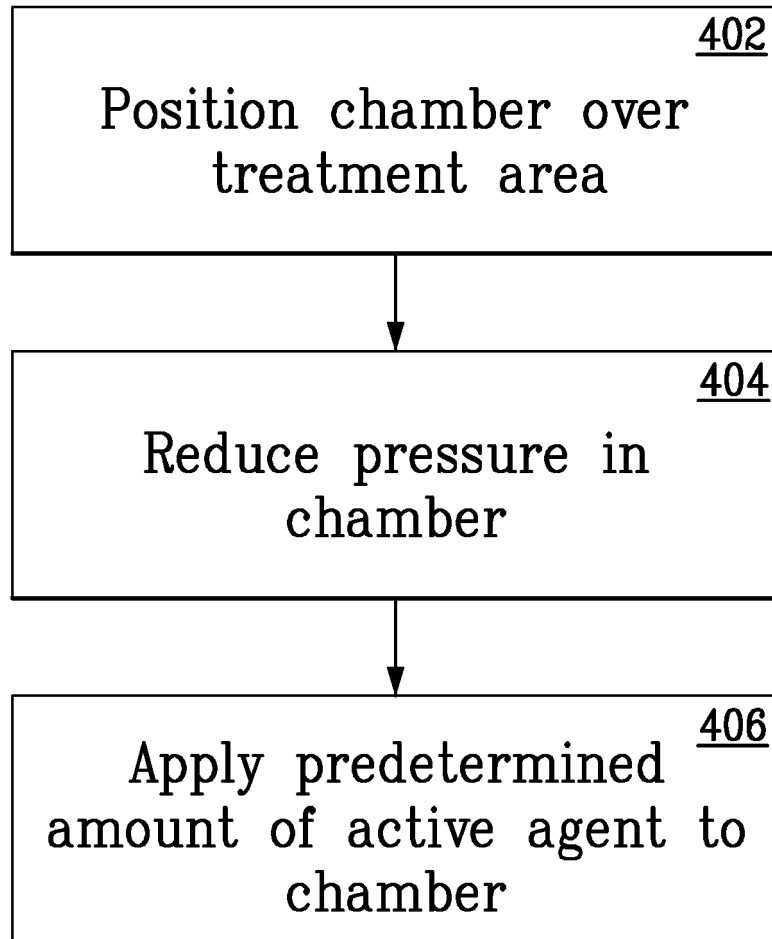 402
Position chamber over
treatment area
404
Reduce pressure in
chamber
406
Apply predetermined
amount of active agent to
chamber